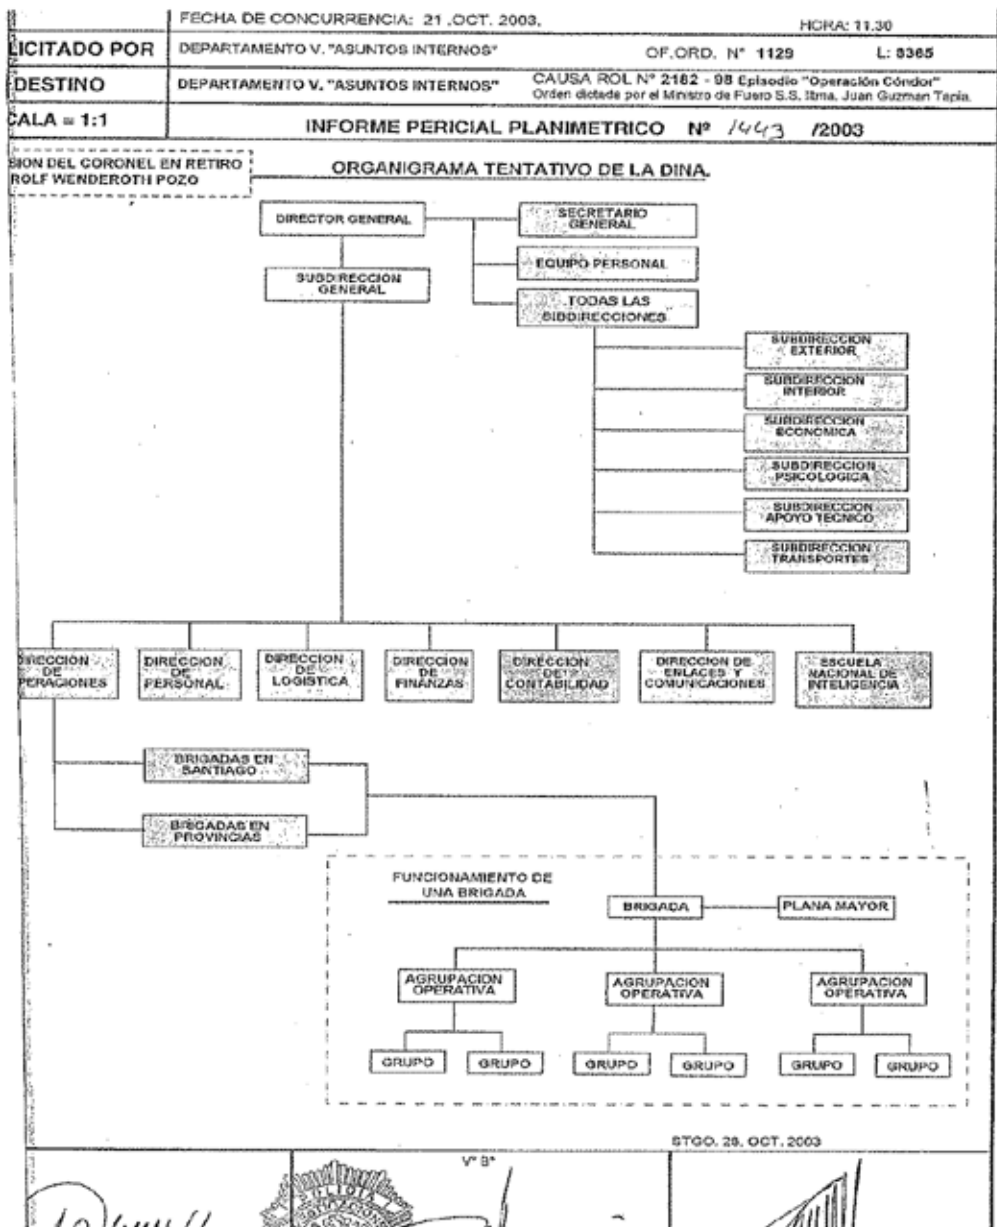 FECHA DE CONCURRENCIA: 21 .OCT. 2003.
HORA: 11.30
LICITADO POR
DEPARTAMENTO V. "ASUNTOS INTERNOS"
OF.ORD. N° 1129
L: 8365
DESTINO
DEPARTAMENTO V. "ASUNTOS INTERNOS"
CAUSA ROL N° 2182 - 98 Episodio "Operación Cóndor"
Orden dictada por el Ministro de Fuero S.S. Iltma. Juan Guzman Tapia.
CALA = 1:1
INFORME PERICIAL PLANIMETRICO Nº 1443 /2003
SION DEL CORONEL EN RETIRO
ROLF WENDEROTH POZO
ORGANIGRAMA TENTATIVO DE LA DINA.
DIRECTOR GENERAL
SECRETARIO
GENERAL
EQUIPO PERSONAL
SUBDIRECCION
GENERAL
TODAS LAS
SIBDIRECCIONES
SUBDIRECCION
EXTERIOR
SUBDIRECCION
INTERIOR
SUBDIRECCION
ECONOMICA
SUBDIRECCION
PSICOLOGICA
SUBDIRECCION
APOYO TECNICO
SUBDIRECCION
TRANSPORTES
DIRECCION
DE
PERACIONES
DIRECCION
DE
PERSONAL
DIRECCION
DE
LOGISTICA
DIRECCION
DE
FINANZAS
DIRECCION
DE
CONTABILIDAD
DIRECCION DE
ENLACES Y
COMUNICACIONES
ESCUELA
NACIONAL DE
INTELIGENCIA
BRIGADAS EN
SANTIAGO
BRIGADAS EN
PROVINCIAS
FUNCIONAMIENTO DE
UNA BRIGADA
BRIGADA
PLANA MAYOR
AGRUPACION
OPERATIVA
AGRUPACION
OPERATIVA
AGRUPACION
OPERATIVA
GRUPO
GRUPO
GRUPO
GRUPO
GRUPO
GRUPO
STGO. 28. OCT. 2003
V° B°
POLICIA